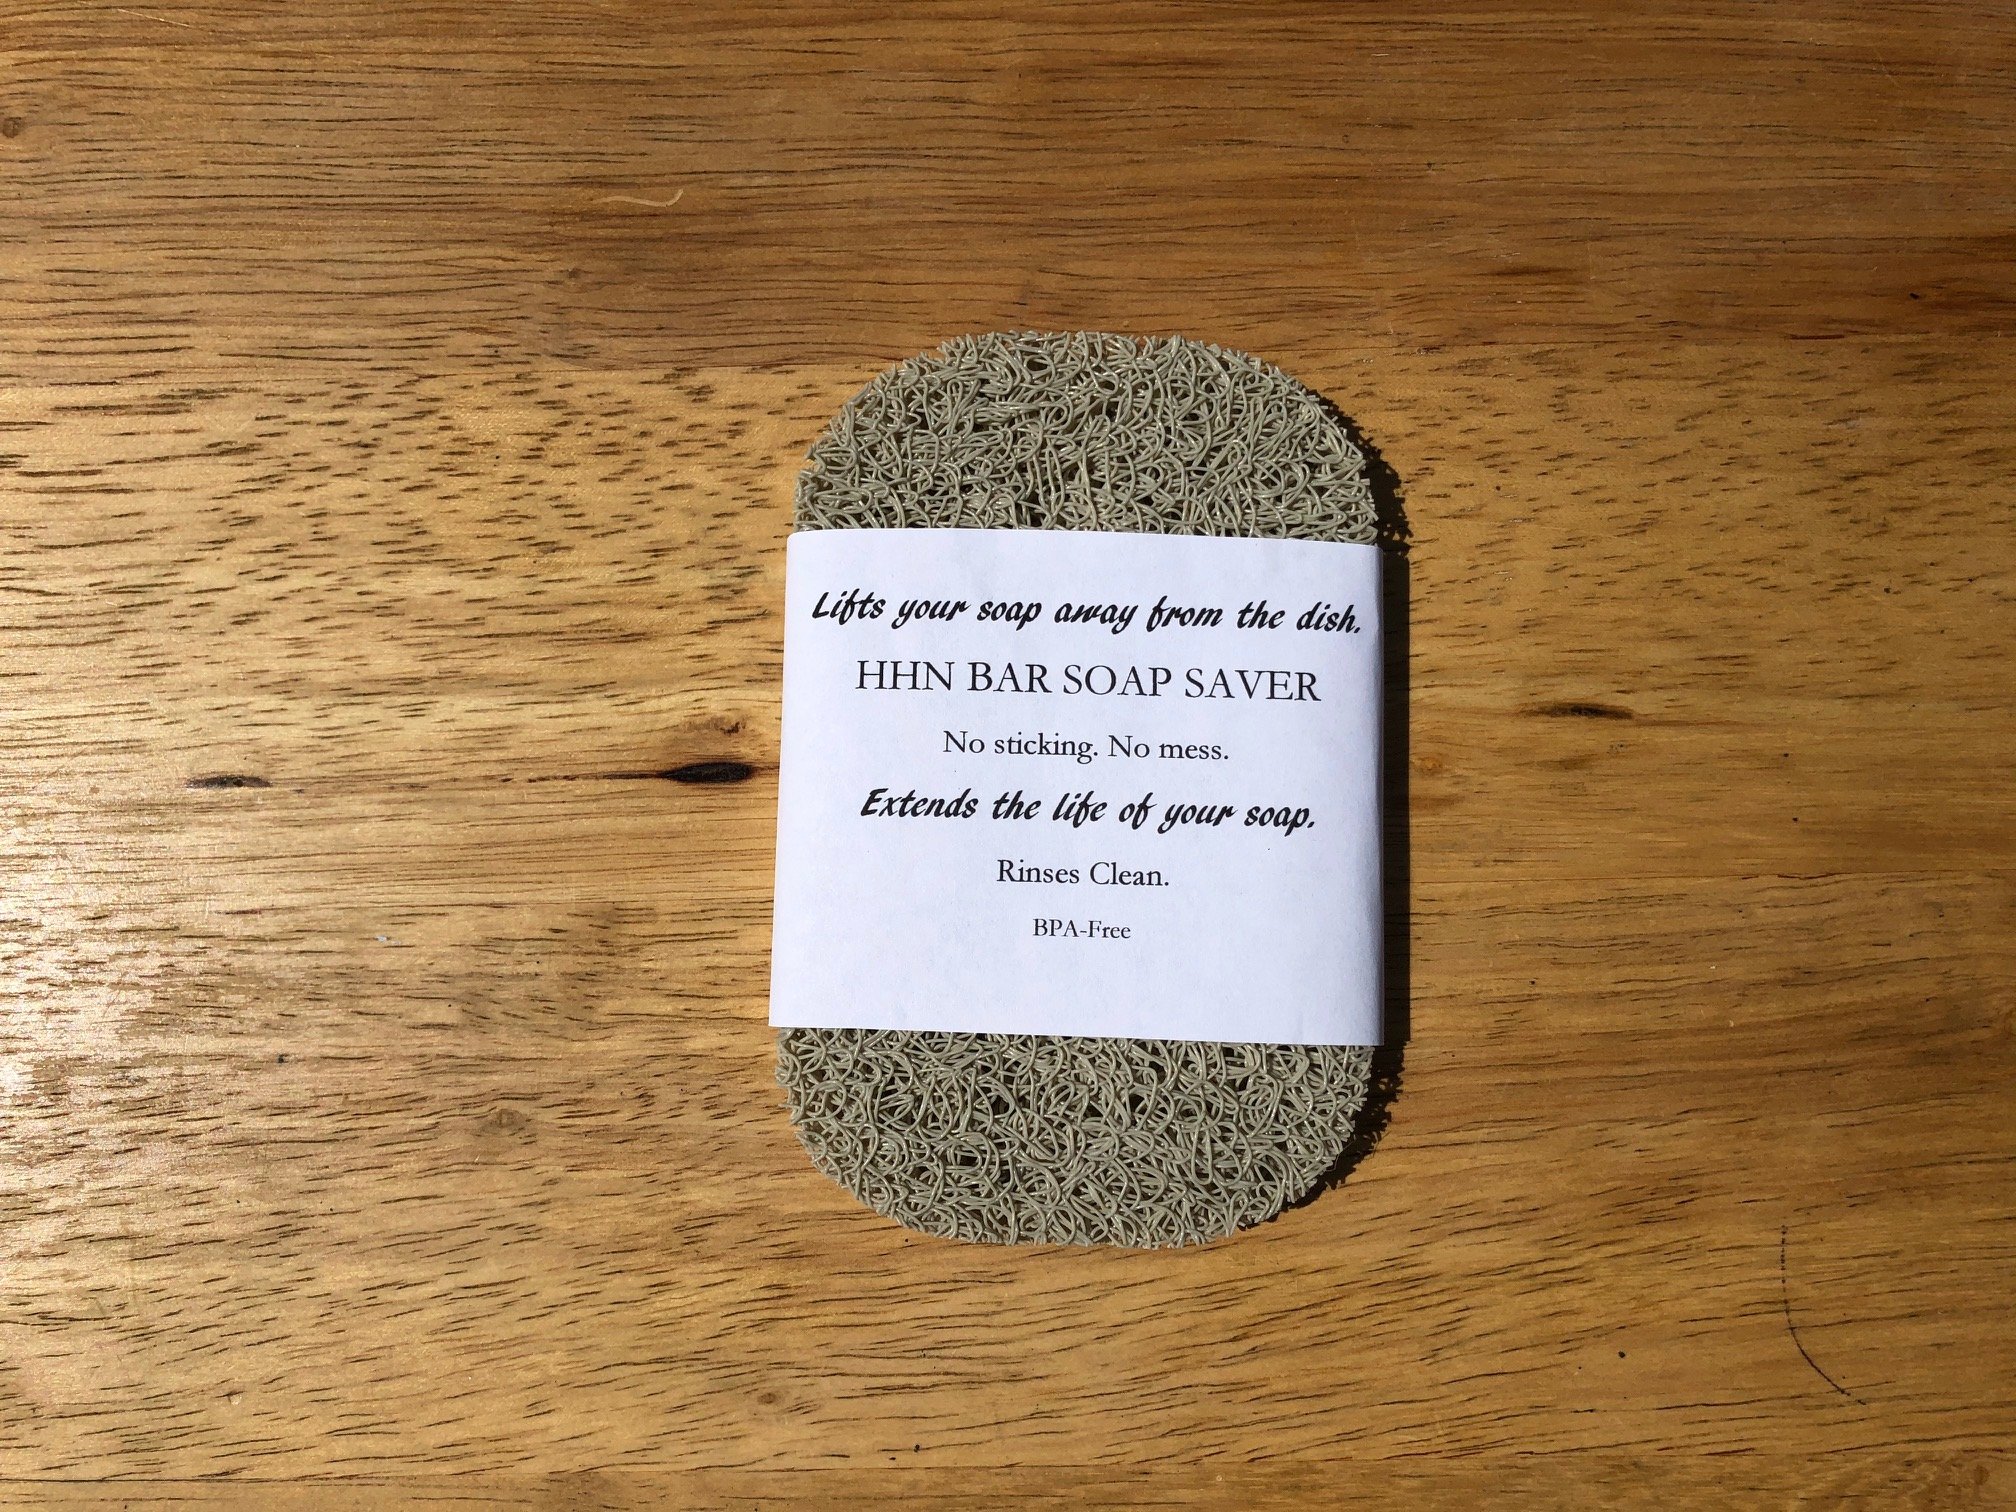 Lifts your soap away from the dish.
HHN BAR SOAP SAVER
No sticking. No mess.
Extends the life of your soap.
Rinses Clean.
BPA-Free